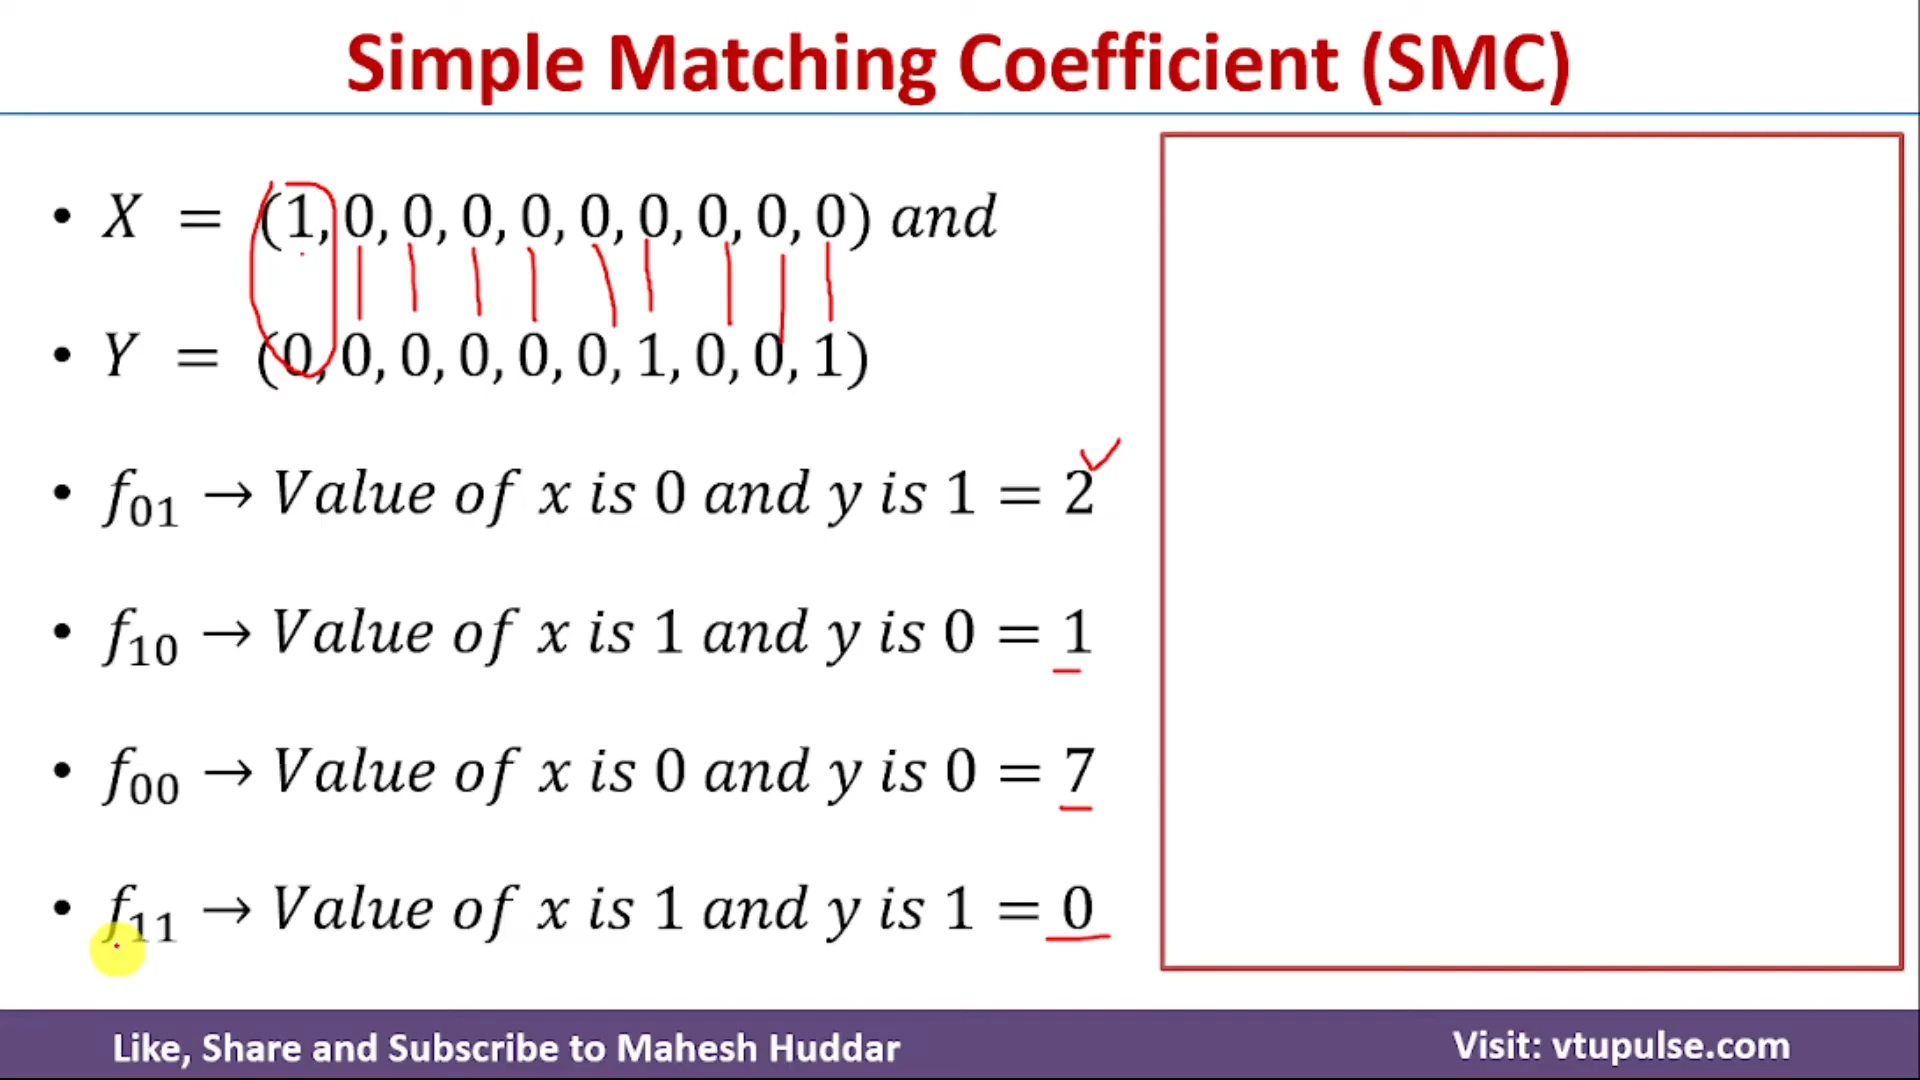 Simple Matching Coefficient (SMC)
• X = (1, 0, 0, 0, 0, 0, 0, 0, 0, 0) and
• Y = (0, 0, 0, 0, 0, 0, 1, 0, 0, 1)
• f₀₁ → Value of x is 0 and y is 1 = 2
• f₁₀ → Value of x is 1 and y is 0 = 1
• f₀₀ → Value of x is 0 and y is 0 = 7
• f₁₁ → Value of x is 1 and y is 1 = 0
Like, Share and Subscribe to Mahesh Huddar
Visit: vtupulse.com